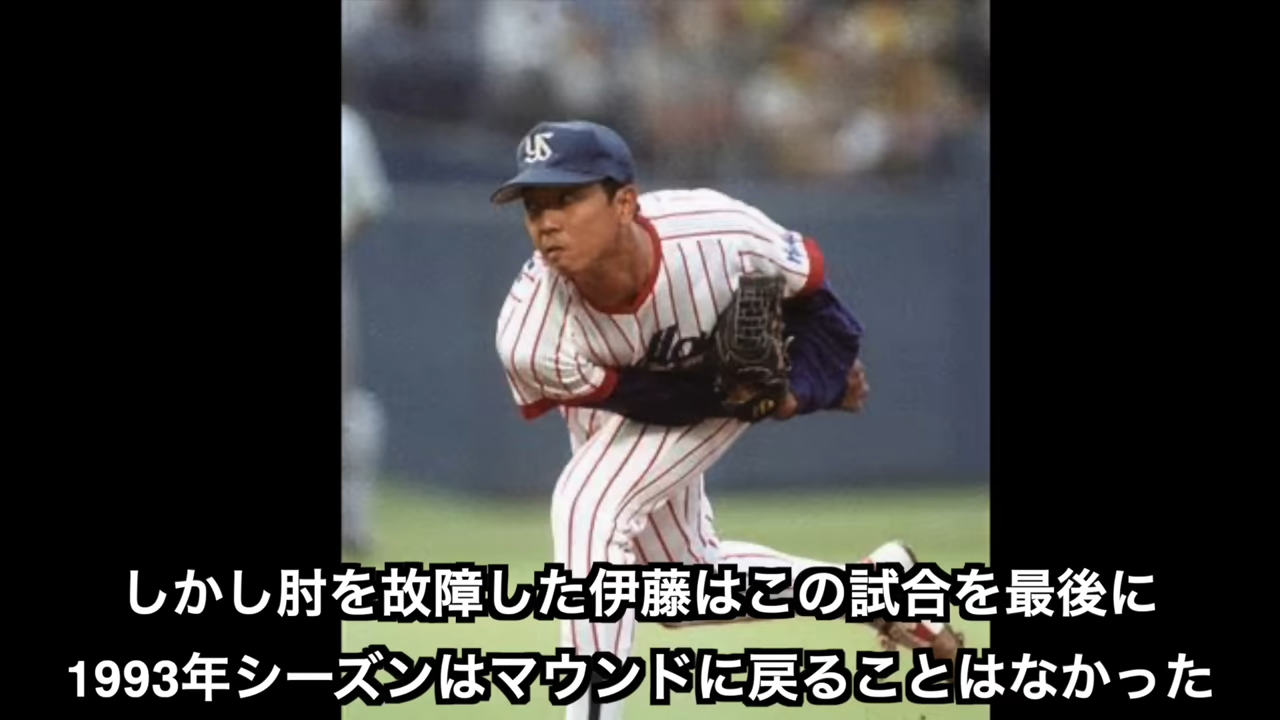 YS
しかし肘を故障した伊藤はこの試合を最後に
1993年シーズンはマウンドに戻ることはなかった